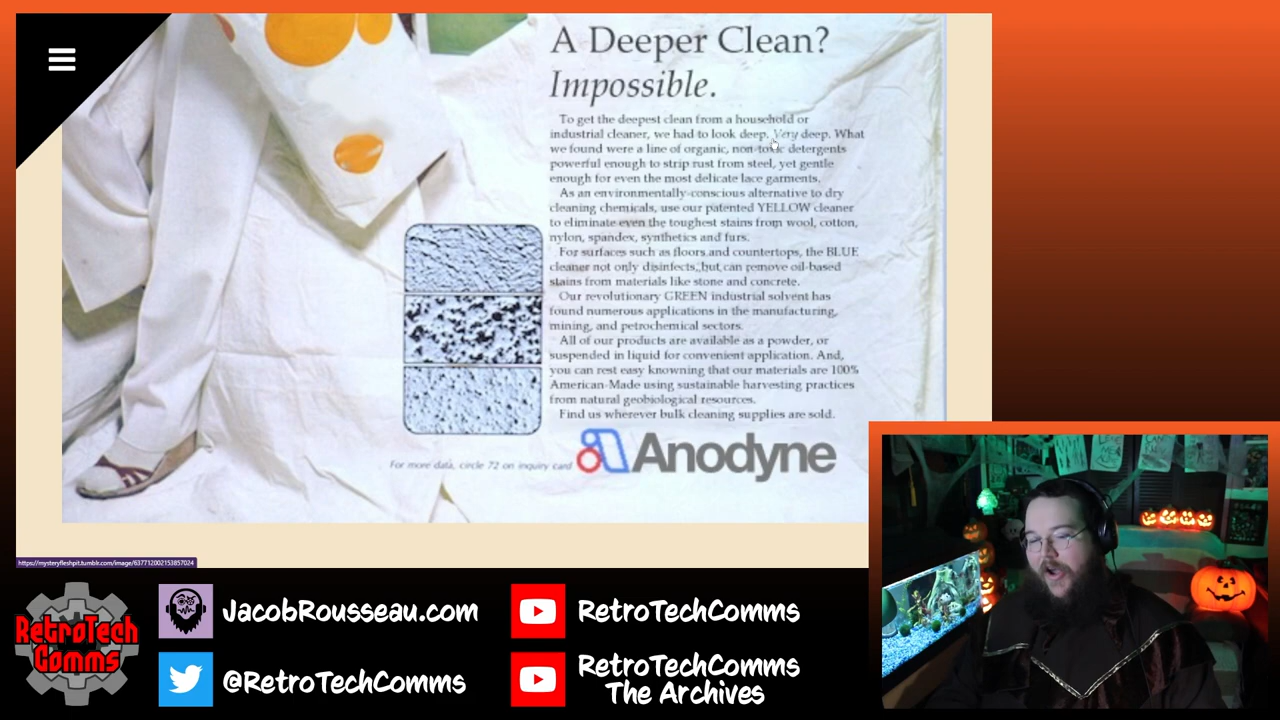 A Deeper Clean?
Impossible.
To get the deepest clean from a household or
industrial cleaner, we had to look deep. Very deep. What
we found were a line of organic, non-toxic detergents
powerful enough to strip rust from steel, yet gentle
enough for even the most delicate lace garments.
As an environmentally-conscious alternative to dry
cleaning chemicals, use our patented YELLOW cleaner
to eliminate even the toughest stains from wool, cotton,
nylon, spandex, synthetics and furs.
For surfaces such as floors and countertops, the BLUE
cleaner not only disinfects, but can remove oil-based
stains from materials like stone and concrete.
Our revolutionary GREEN industrial solvent has
found numerous applications in the manufacturing,
mining, and petrochemical sectors.
All of our products are available as a powder, or
suspended in liquid for convenient application. And,
you can rest easy knowning that our materials are 100%
American-Made using sustainable harvesting practices
from natural geobiological resources.
Find us wherever bulk cleaning supplies are sold.
For more data, circle 72 on inquiry card
Anodyne
https://mysteryfleshpit.tumblr.com/image/637712002153857024
RetroTech
Comms
JacobRousseau.com
@RetroTechComms
RetroTechComms
RetroTechComms
The Archives